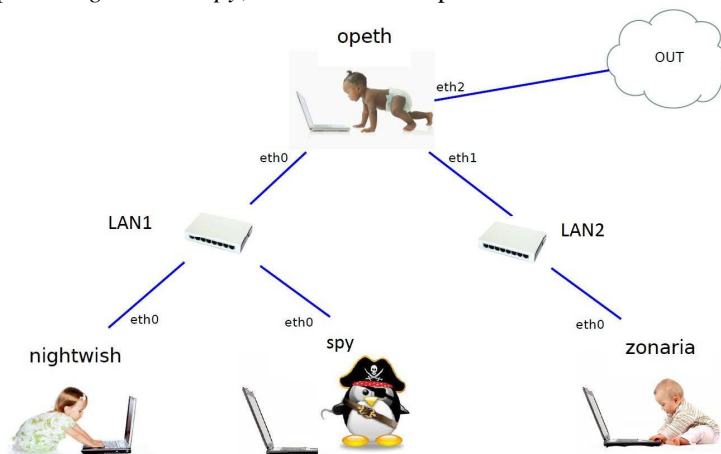 opeth
OUT
eth2
eth0
eth1
LAN1
LAN2
eth0
eth0
eth0
nightwish
spy
zonaria